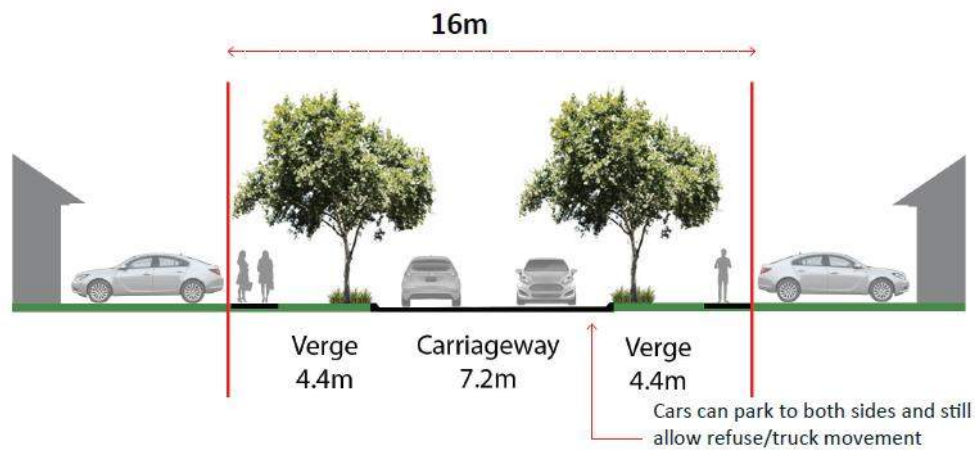 16m
Verge
4.4m
Carriageway
7.2m
Verge
4.4m
Cars can park to both sides and still
allow refuse/truck movement